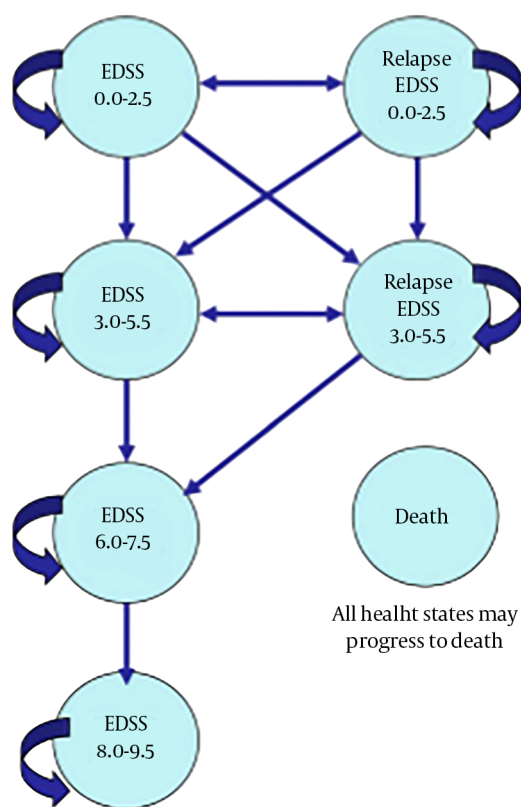 EDSS
0.0-2.5
Relapse
EDSS
0.0-2.5
EDSS
3.0-5.5
Relapse
EDSS
3.0-5.5
EDSS
6.0-7.5
Death
All healht states may
progress to death
EDSS
8.0-9.5